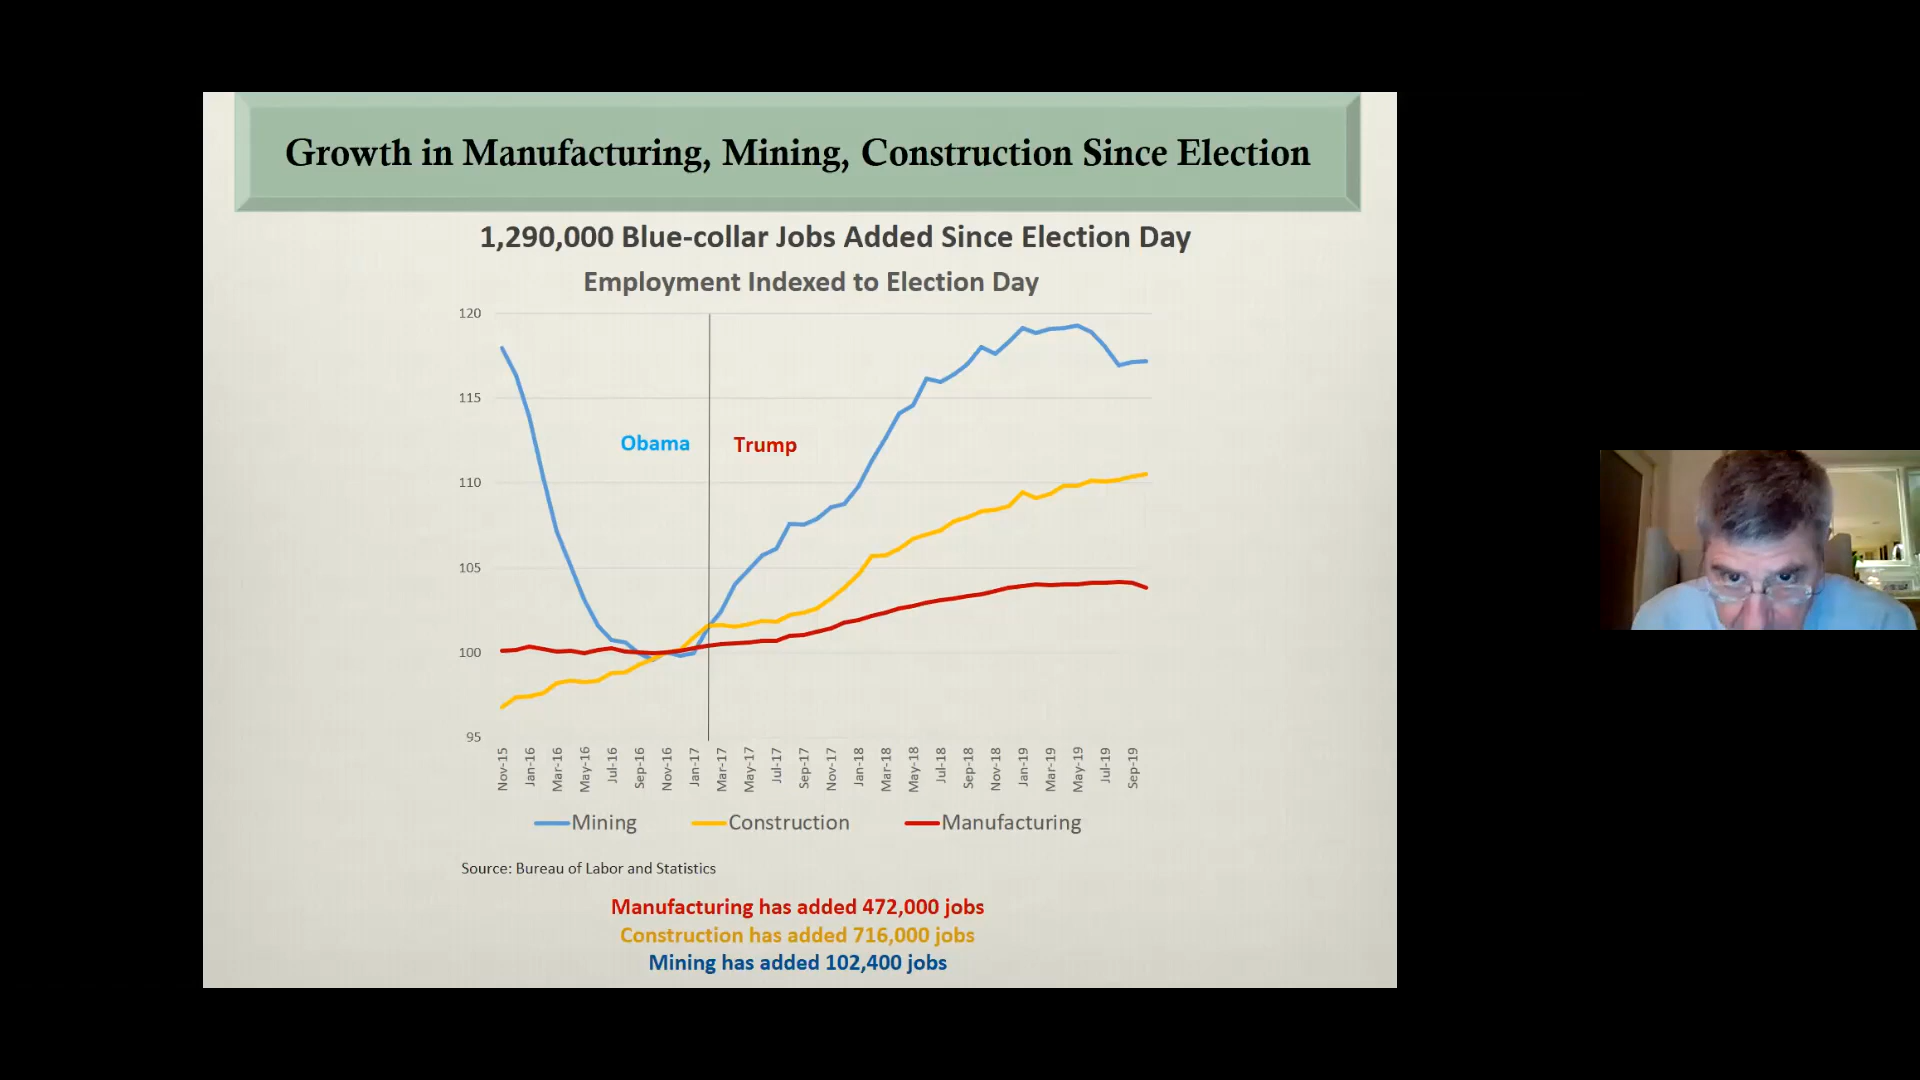 Growth in Manufacturing, Mining, Construction Since Election
1,290,000 Blue-collar Jobs Added Since Election Day
Employment Indexed to Election Day
120
115
110
105
100
95
Obama
Trump
Nov-15
Jan-16
Mar-16
May-16
Jul-16
Sep-16
Nov-16
Jan-17
Mar-17
May-17
Jul-17
Sep-17
Nov-17
Jan-18
Mar-18
May-18
Jul-18
Sep-18
Nov-18
Jan-19
Mar-19
May-19
Jul-19
Sep-19
Mining
Construction
Manufacturing
Source: Bureau of Labor and Statistics
Manufacturing has added 472,000 jobs
Construction has added 716,000 jobs
Mining has added 102,400 jobs